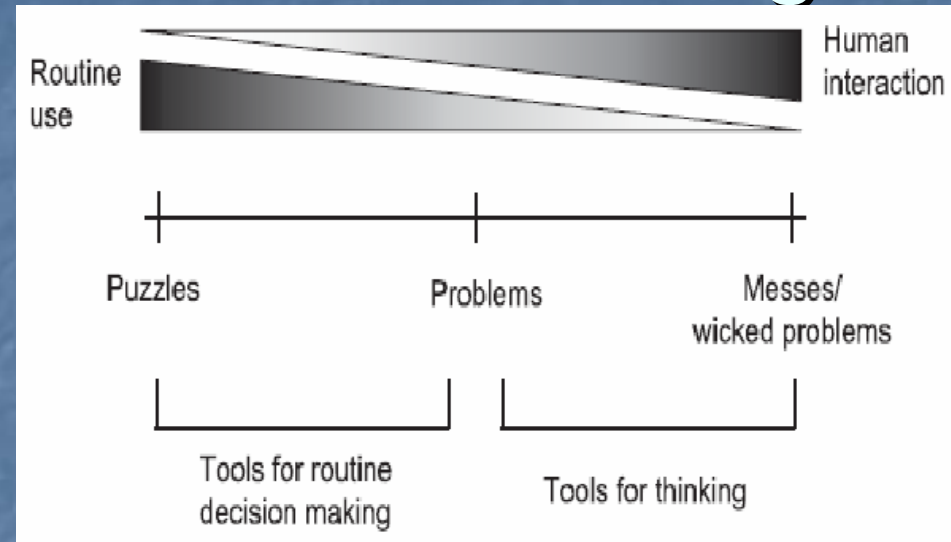 Human
interaction
Routine
use
Puzzles
Problems
Messes/
wicked problems
Tools for routine
decision making
Tools for thinking